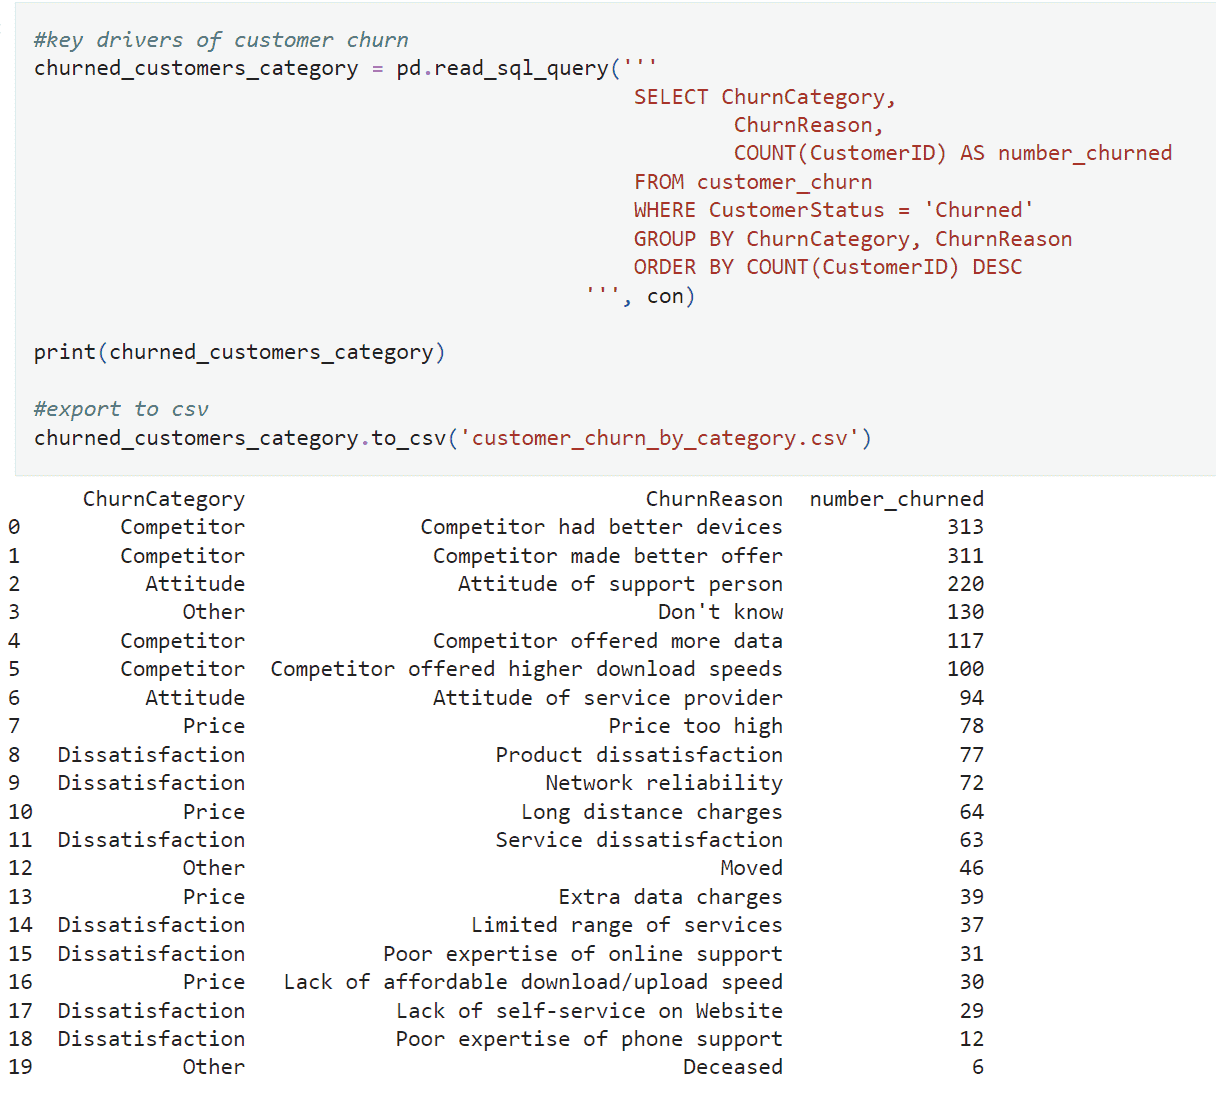 #key drivers of customer churn
churned_customers_category = pd.read_sql_query('''
SELECT ChurnCategory,
ChurnReason,
COUNT(CustomerID) AS number_churned
FROM customer_churn
WHERE CustomerStatus = 'Churned'
GROUP BY ChurnCategory, ChurnReason
ORDER BY COUNT(CustomerID) DESC
''', con)
print(churned_customers_category)
#export to csv
churned_customers_category.to_csv('customer_churn_by_category.csv')
ChurnCategory ChurnReason number_churned
0 Competitor Competitor had better devices 313
1 Competitor Competitor made better offer 311
2 Attitude Attitude of support person 220
3 Other Don't know 130
4 Competitor Competitor offered more data 117
5 Competitor Competitor offered higher download speeds 100
6 Attitude Attitude of service provider 94
7 Price Price too high 78
8 Dissatisfaction Product dissatisfaction 77
9 Dissatisfaction Network reliability 72
10 Price Long distance charges 64
11 Dissatisfaction Service dissatisfaction 63
12 Other Moved 46
13 Price Extra data charges 39
14 Dissatisfaction Limited range of services 37
15 Dissatisfaction Poor expertise of online support 31
16 Price Lack of affordable download/upload speed 30
17 Dissatisfaction Lack of self-service on Website 29
18 Dissatisfaction Poor expertise of phone support 12
19 Other Deceased 6